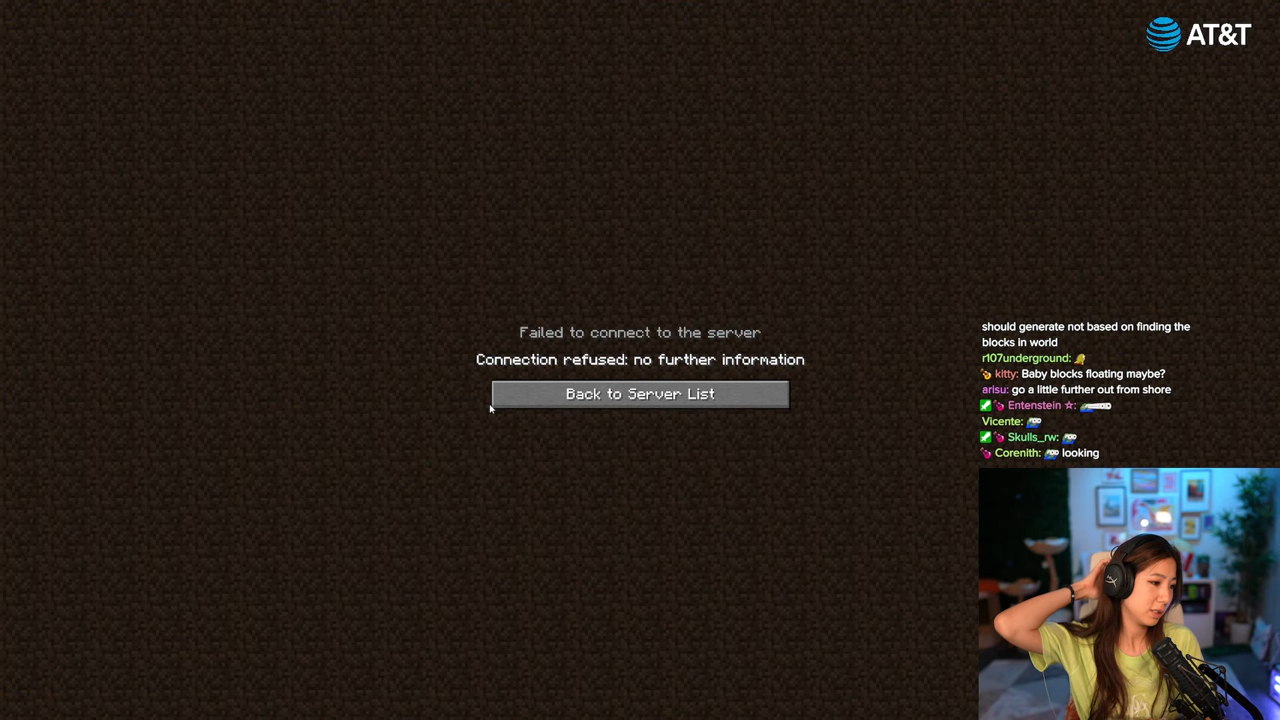 AT&T
Failed to connect to the server
Connection refused: no further information
Back to Server List
should generate not based on finding the
blocks in world
r107underground:
kitty: Baby blocks floating maybe?
arisu: go a little further out from shore
Entenstein ☆:
Vicente:
Skulls_rw:
Corenith: looking